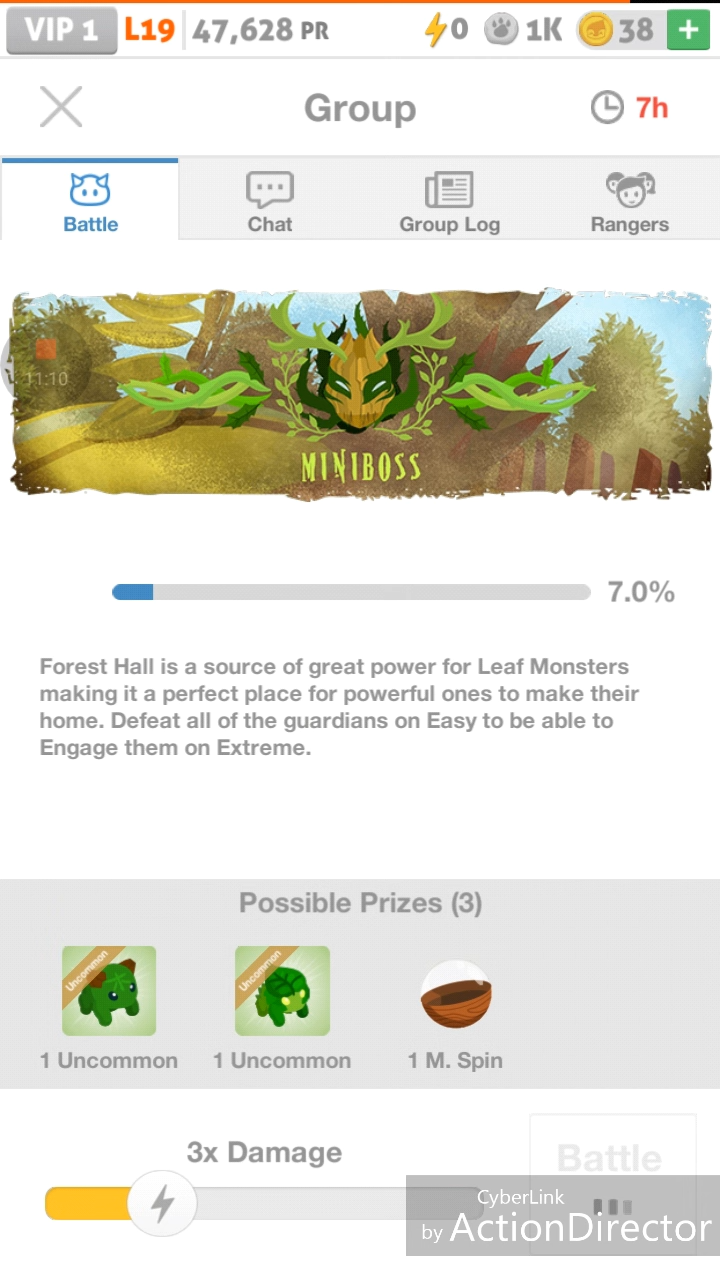 VIP 1 L19 47,628 PR 0 1K 38 +
Group 7h
Battle Chat Group Log Rangers
11:10
MINIBOSS
7.0%
Forest Hall is a source of great power for Leaf Monsters
making it a perfect place for powerful ones to make their
home. Defeat all of the guardians on Easy to be able to
Engage them on Extreme.
Possible Prizes (3)
Uncommon Uncommon
1 Uncommon 1 Uncommon 1 M. Spin
3x Damage
Battle
CyberLink
by ActionDirector